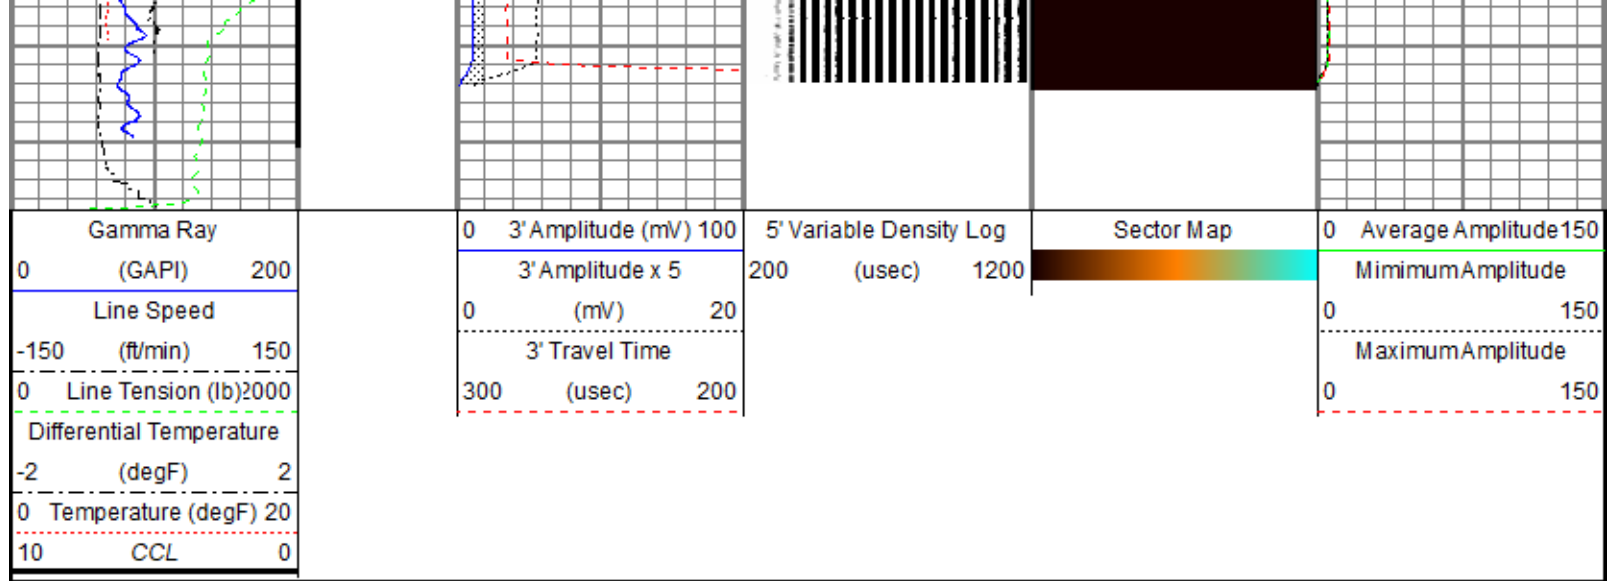 Gamma Ray
0 (GAPI) 200
Line Speed
-150 (ft/min) 150
0 Line Tension (lb) 2000
Differential Temperature
-2 (degF) 2
0 Temperature (degF) 20
10 CCL 0
0 3' Amplitude (mV) 100
3' Amplitude x 5
0 (mV) 20
3' Travel Time
300 (usec) 200
5' Variable Density Log
200 (usec) 1200
Sector Map
0 Average Amplitude 150
Mimimum Amplitude
0 150
Maximum Amplitude
0 150